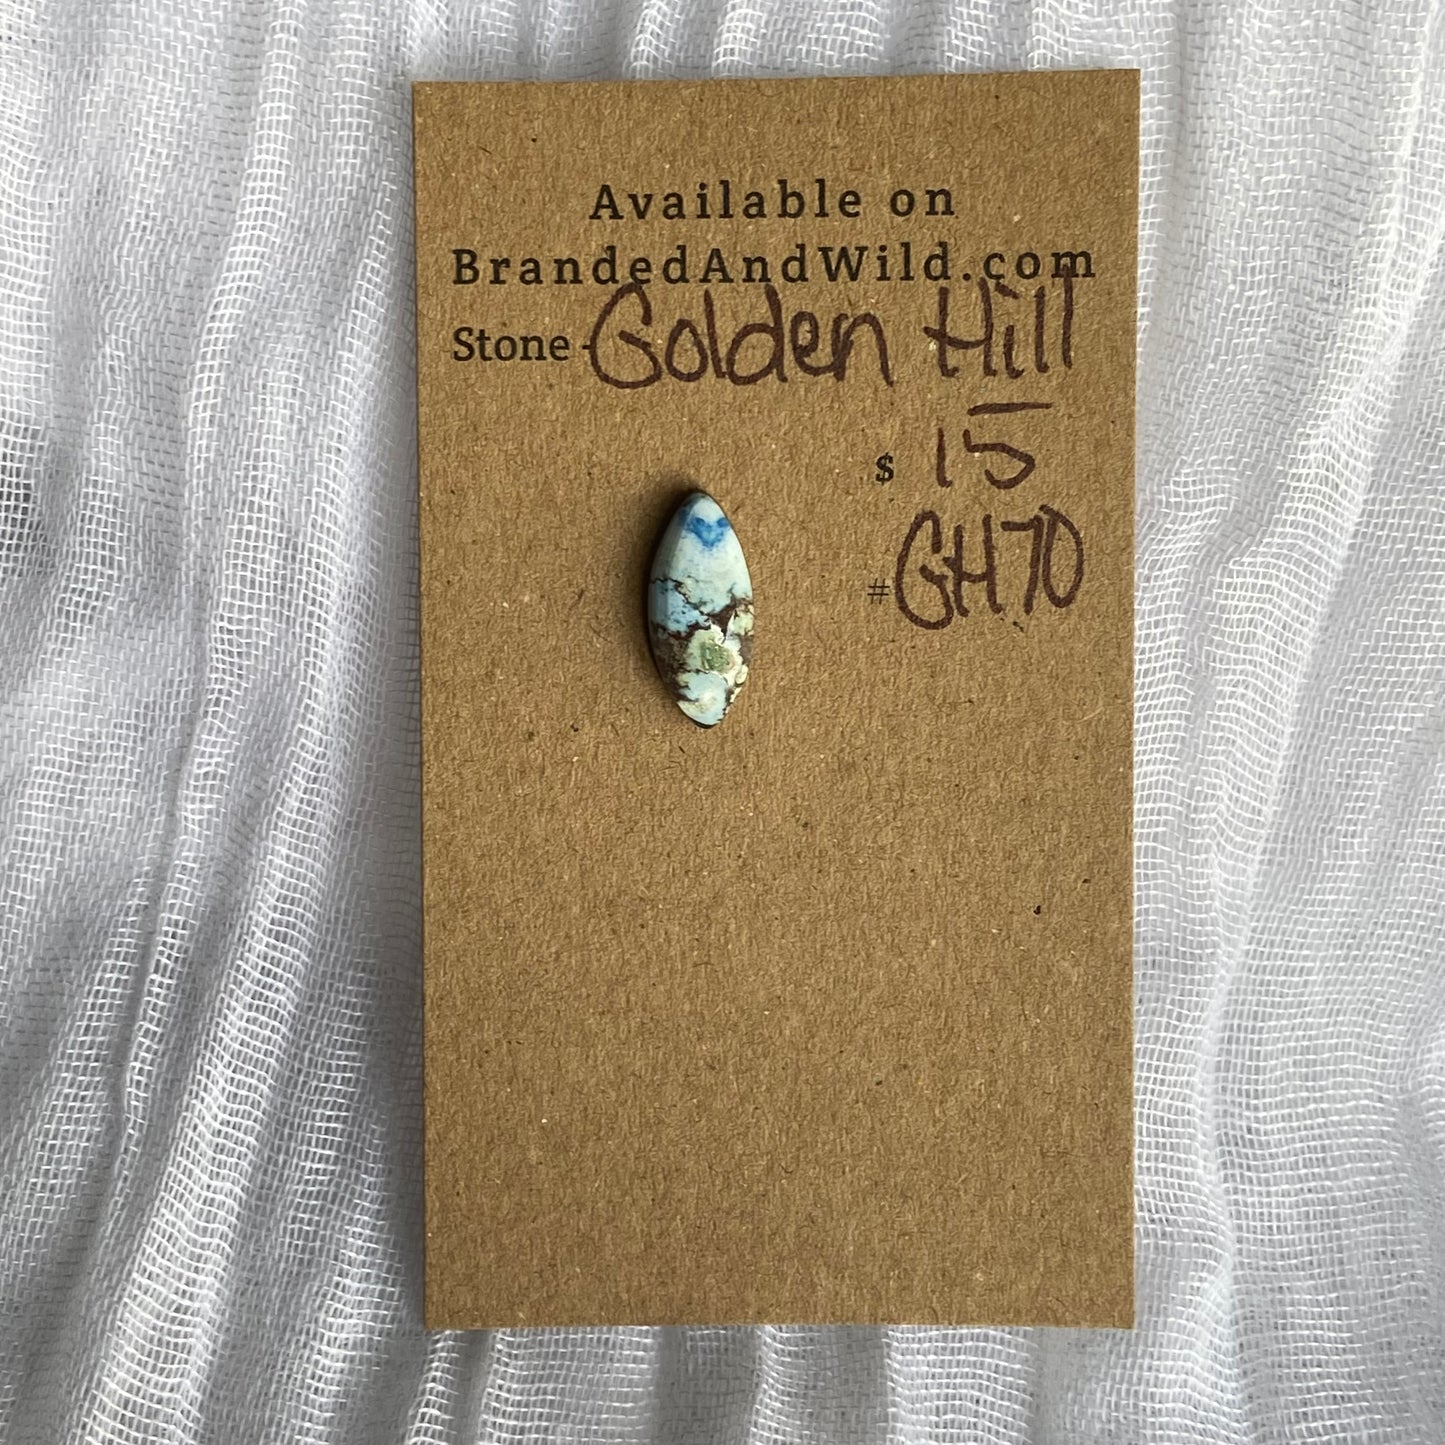 Available on
BrandedAndWild.com
Stone - Golden Hill
$ 15
# GH70